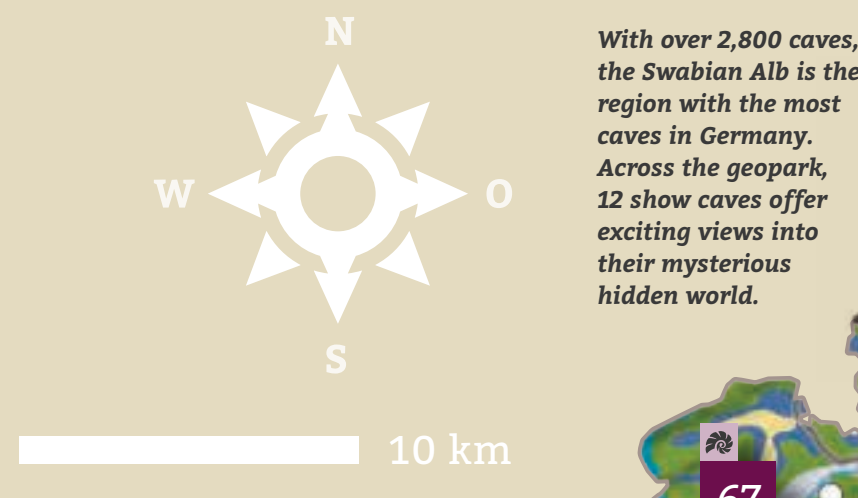 N
W
O
S
10 km
With over 2,800 caves,
the Swabian Alb is the
region with the most
caves in Germany.
Across the geopark,
12 show caves offer
exciting views into
their mysterious
hidden world.
67